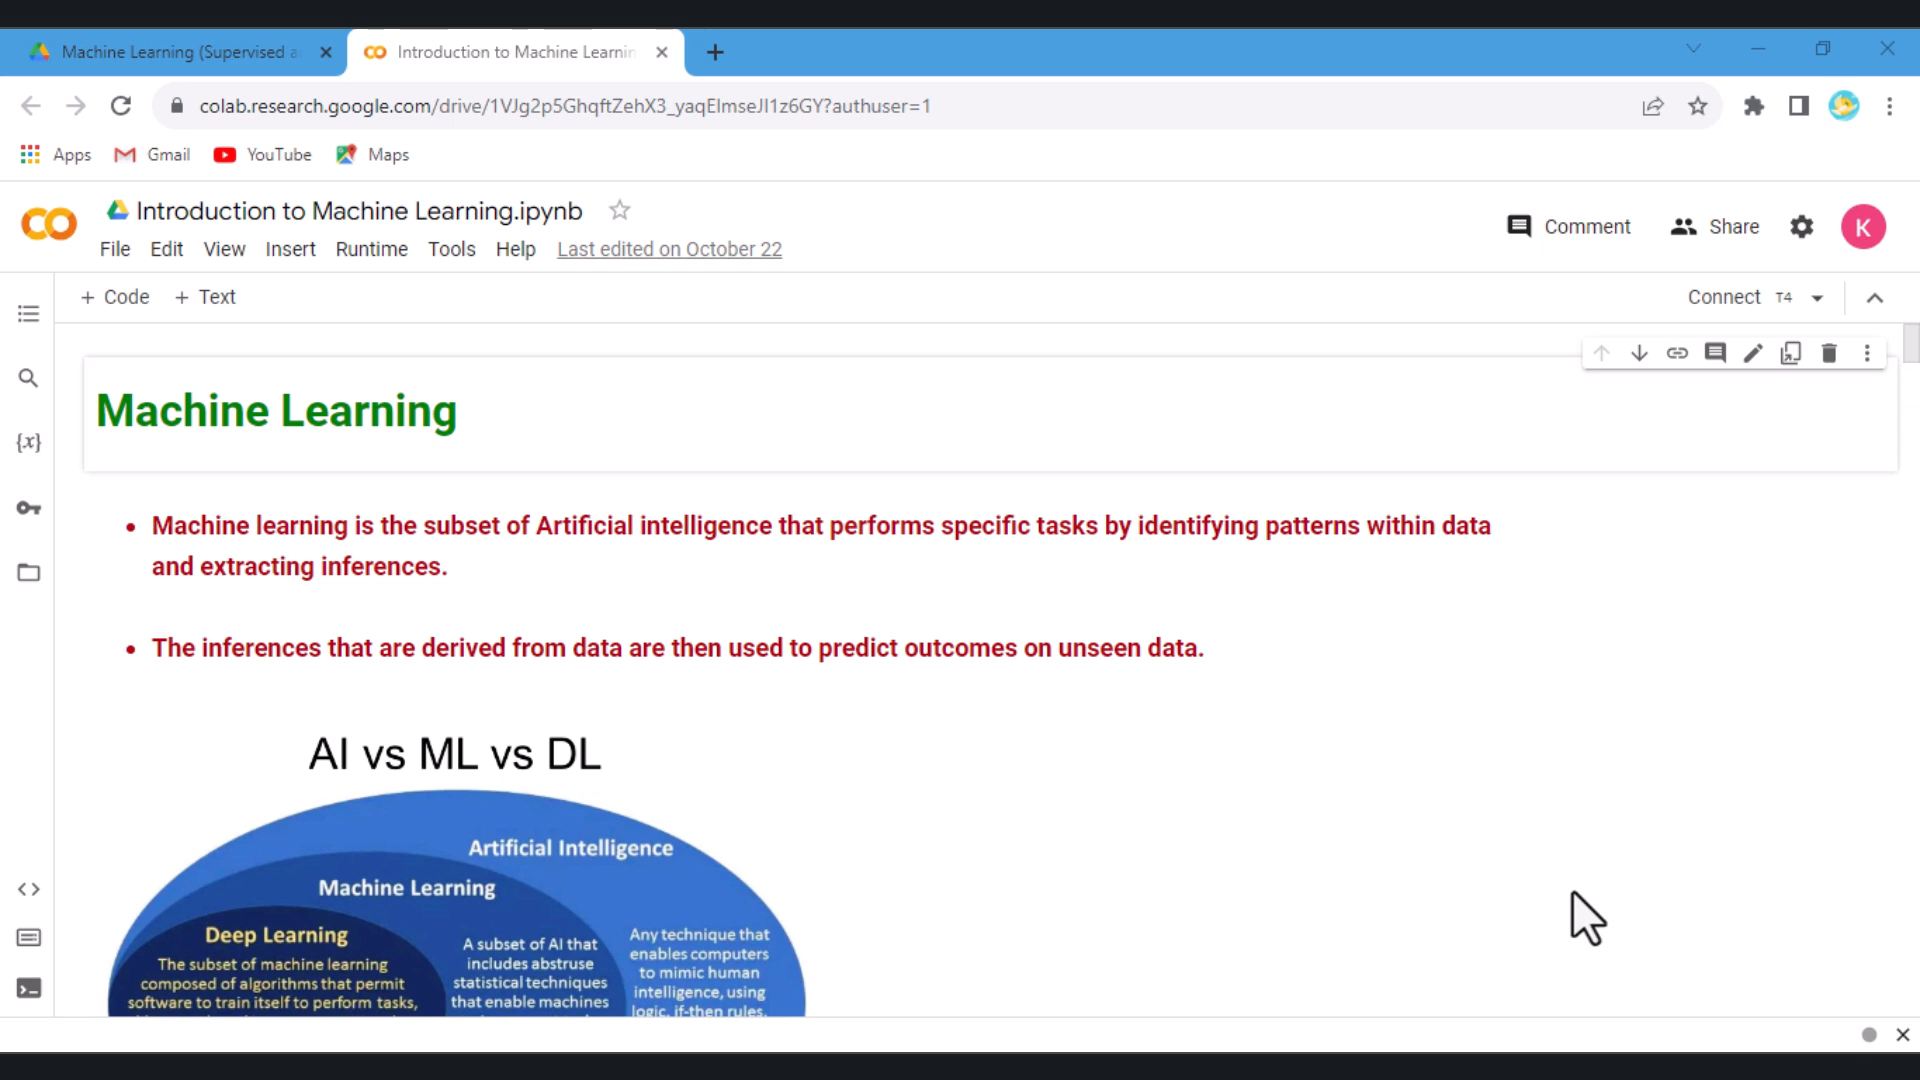 Machine Learning (Supervised a
Introduction to Machine Learnin
colab.research.google.com/drive/1VJg2p5GhqftZehX3_yaqElmseJI1z6GY?authuser=1
Apps Gmail YouTube Maps
Introduction to Machine Learning.ipynb
Comment Share K
File Edit View Insert Runtime Tools Help Last edited on October 22
+ Code + Text Connect T4
{x}
Machine Learning
• Machine learning is the subset of Artificial intelligence that performs specific tasks by identifying patterns within data
and extracting inferences.
• The inferences that are derived from data are then used to predict outcomes on unseen data.
AI vs ML vs DL
Artificial Intelligence
Machine Learning
Deep Learning
The subset of machine learning
composed of algorithms that permit
software to train itself to perform tasks,
A subset of AI that
includes abstruse
statistical techniques
that enable machines
Any technique that
enables computers
to mimic human
intelligence, using
logic, if-then rules,